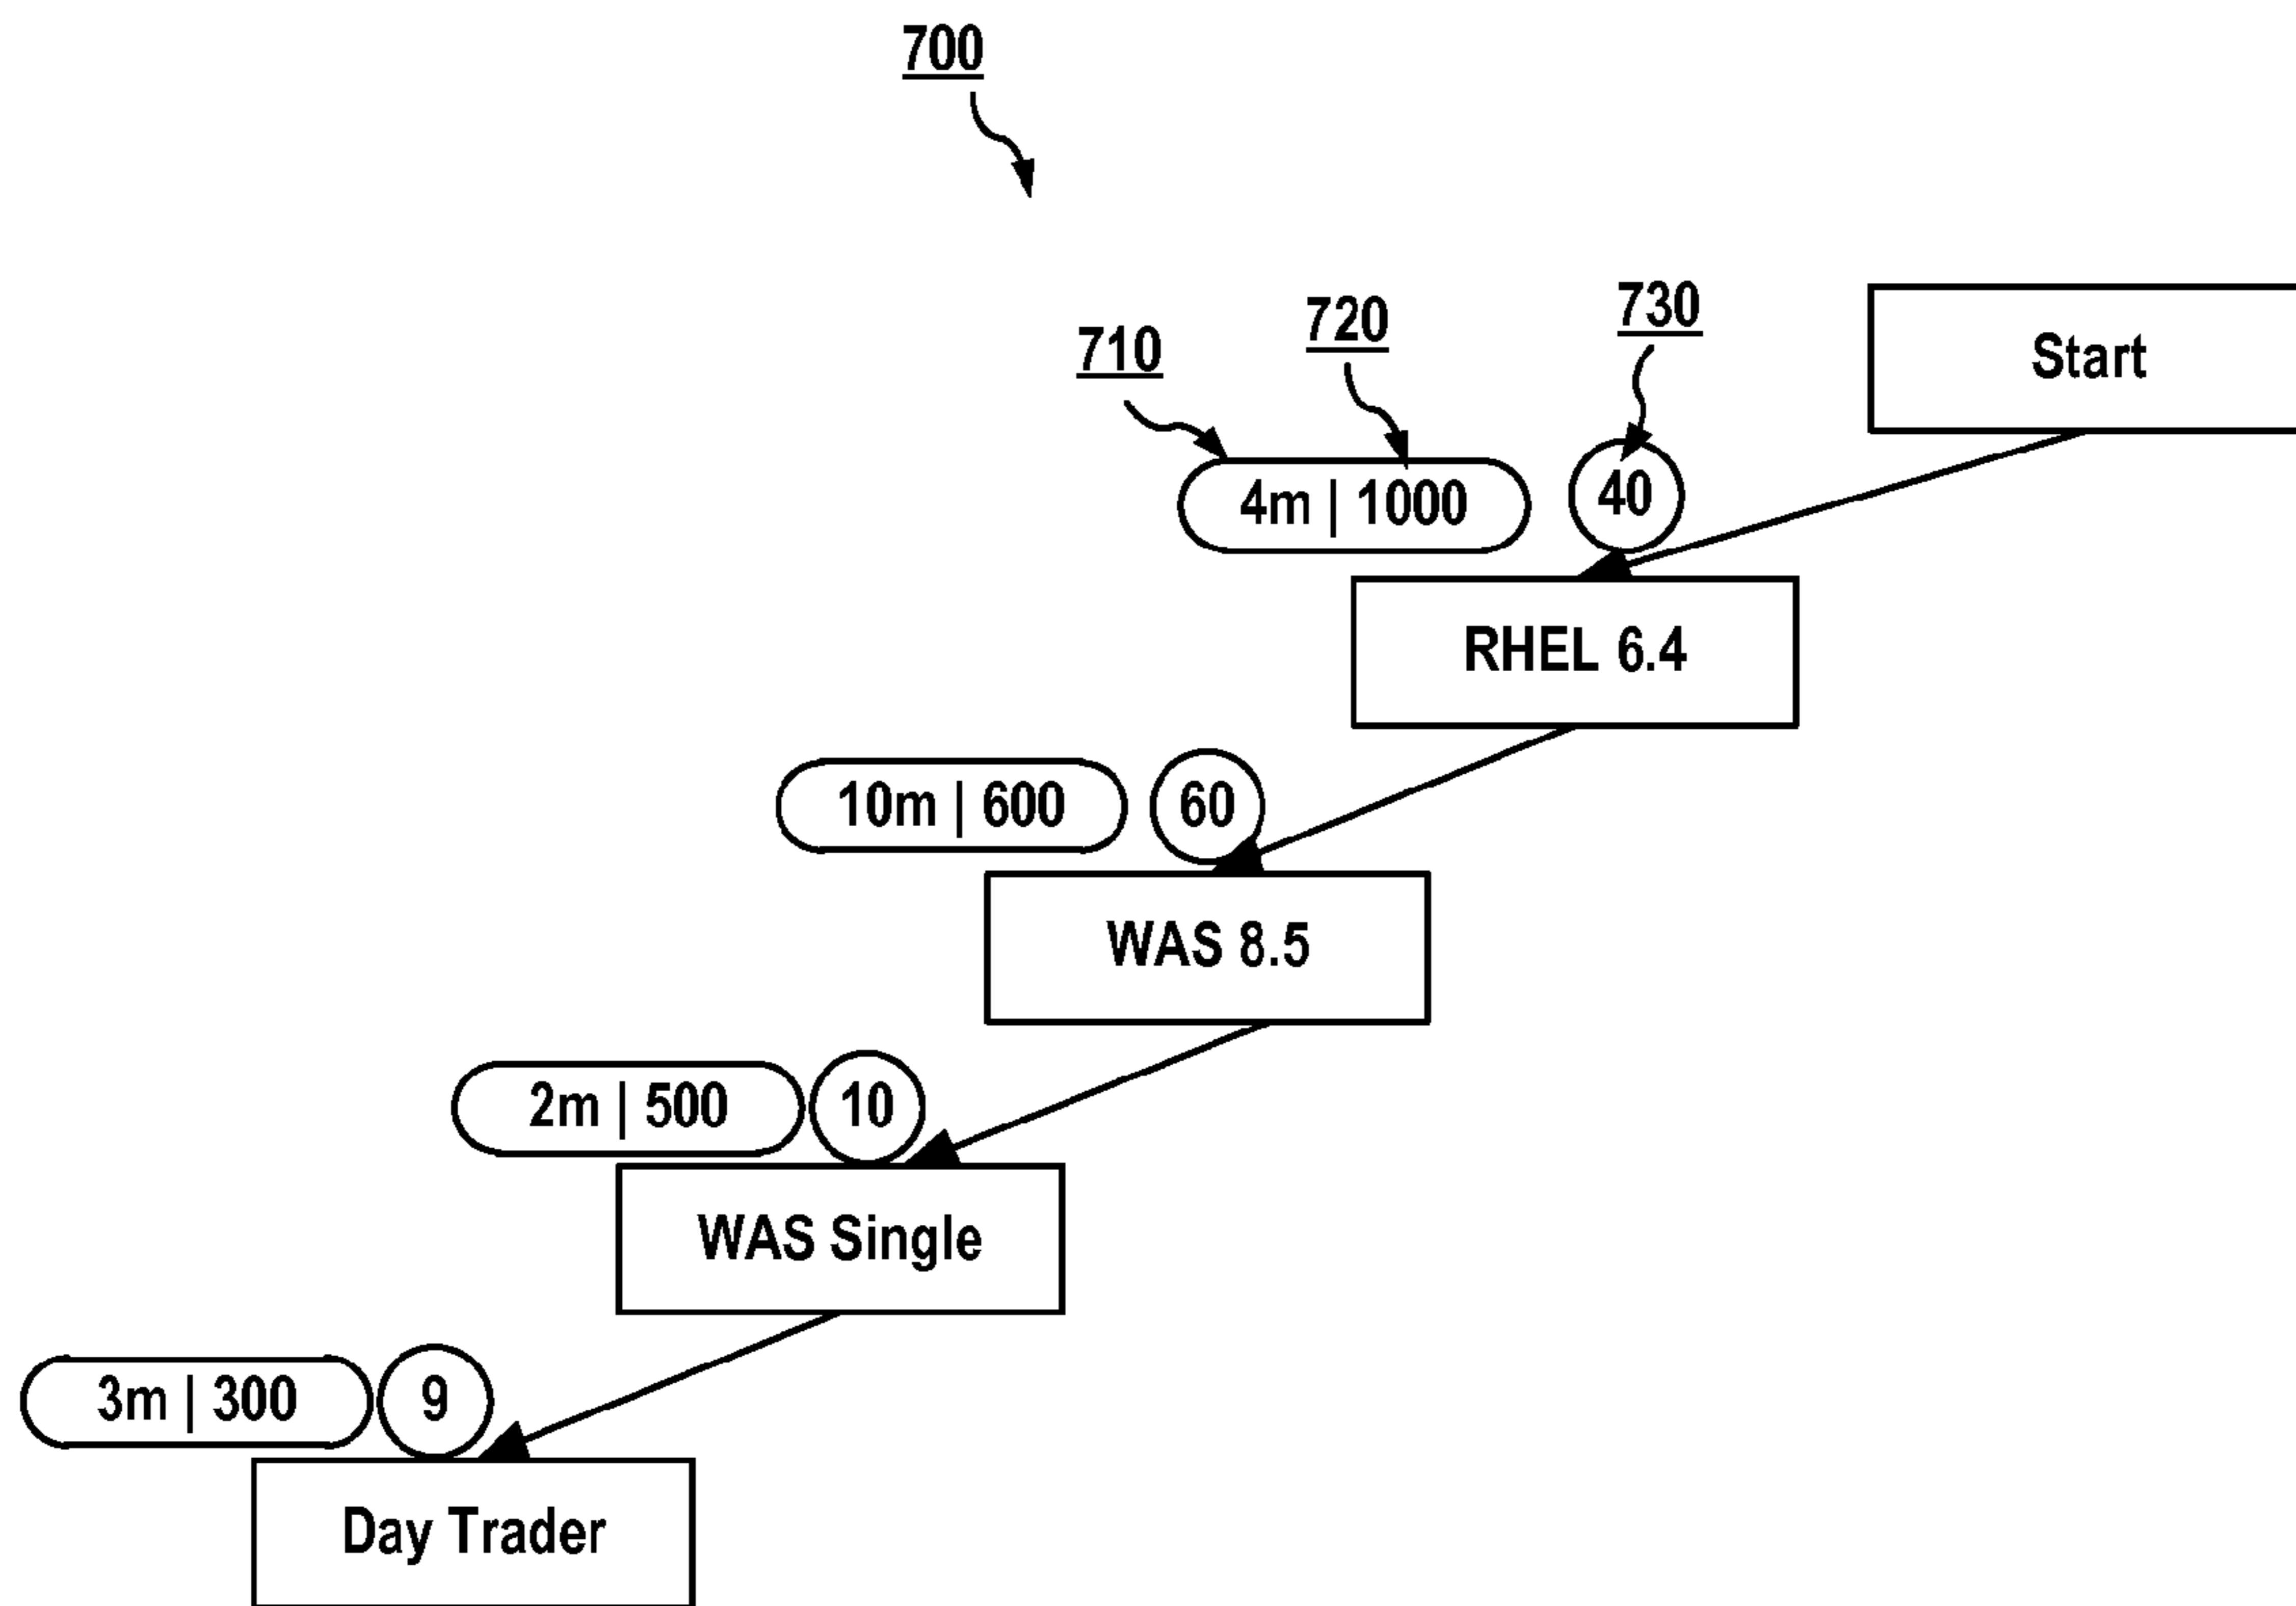 700
710
720
730
Start
4m | 1000
40
RHEL 6.4
10m | 600
60
WAS 8.5
2m | 500
10
WAS Single
3m | 300
9
Day Trader